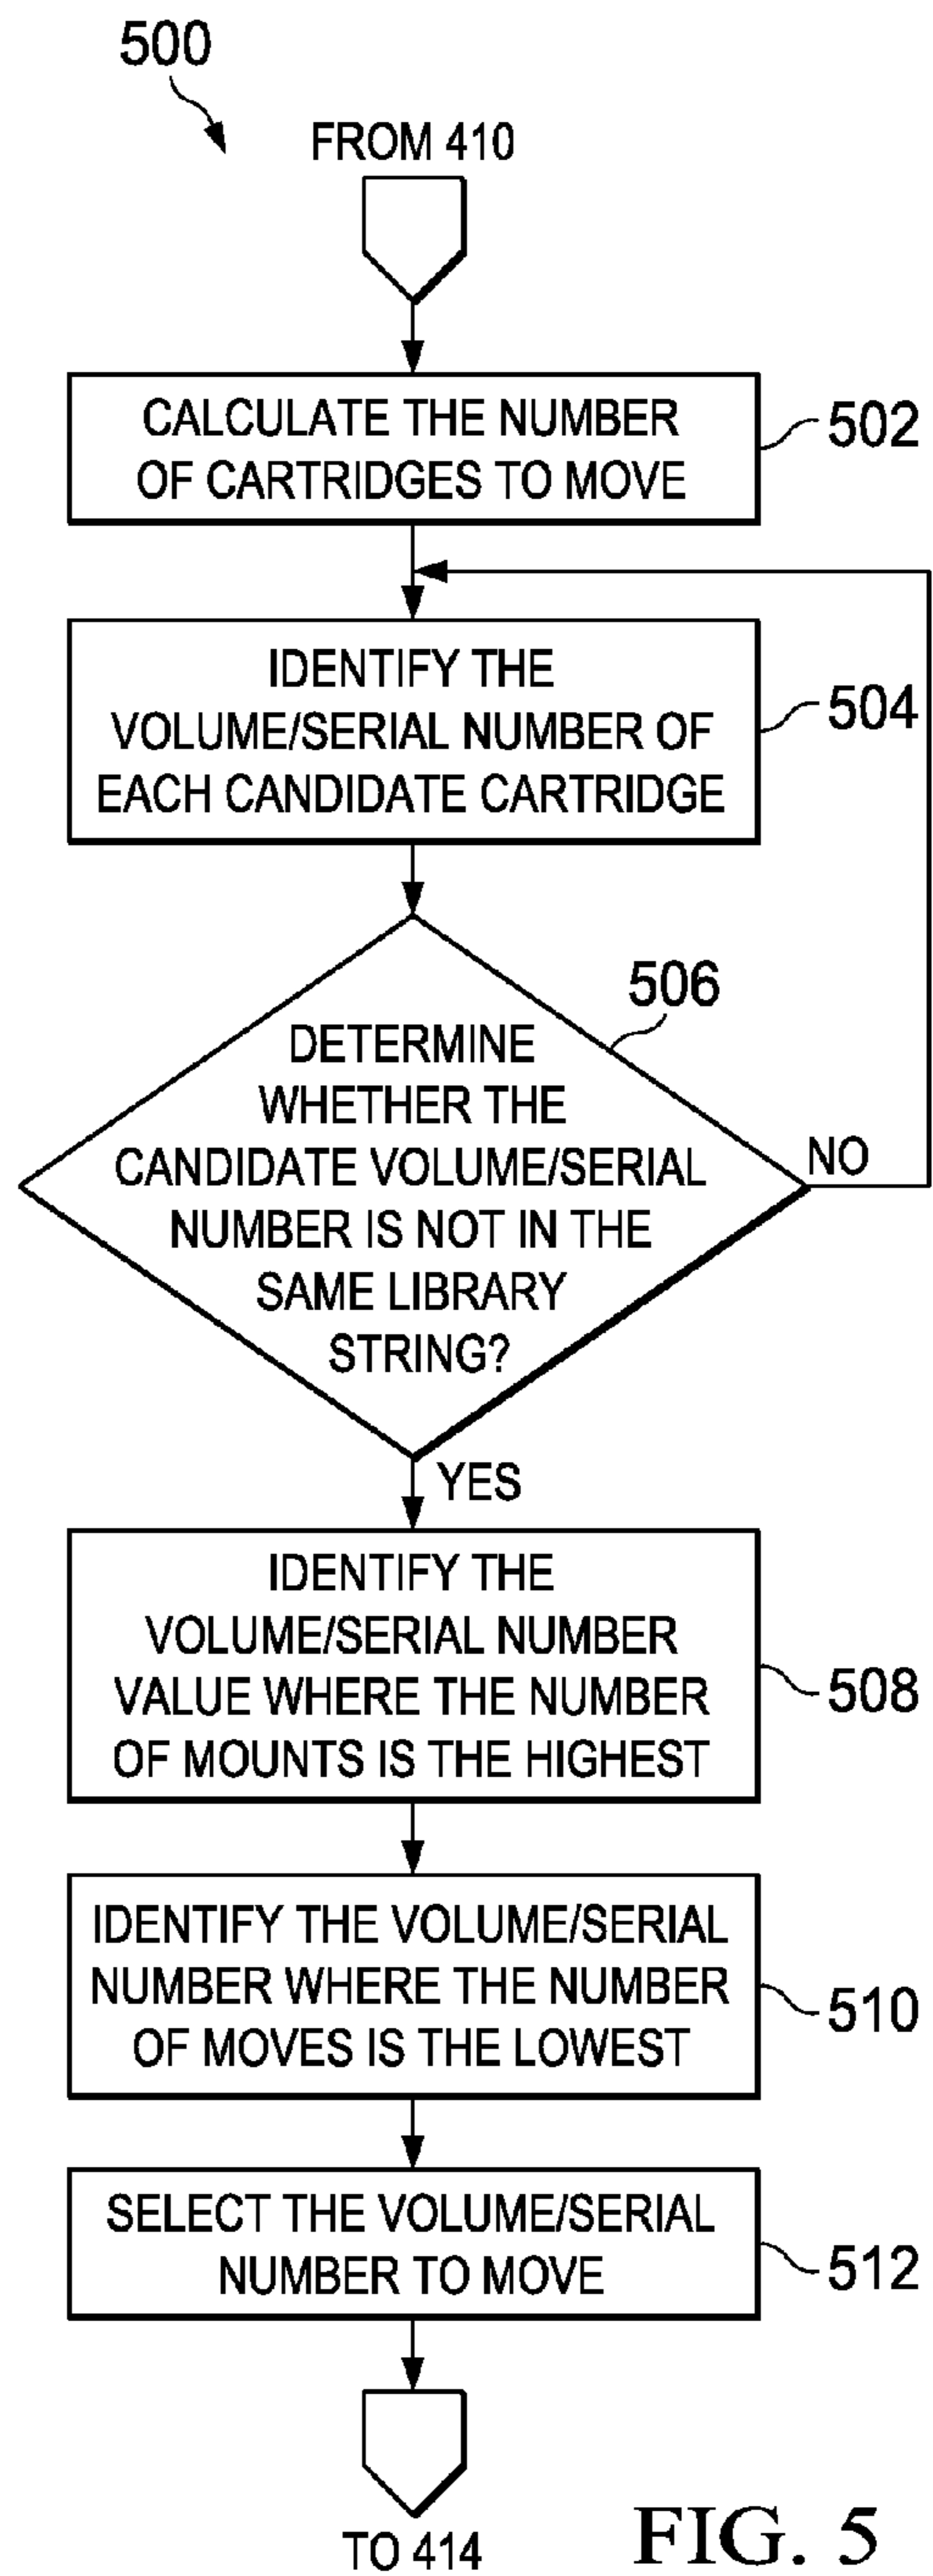 500
FROM 410
CALCULATE THE NUMBER
OF CARTRIDGES TO MOVE
502
IDENTIFY THE
VOLUME/SERIAL NUMBER OF
EACH CANDIDATE CARTRIDGE
504
506
DETERMINE
WHETHER THE
CANDIDATE VOLUME/SERIAL
NUMBER IS NOT IN THE
SAME LIBRARY
STRING?
NO
YES
IDENTIFY THE
VOLUME/SERIAL NUMBER
VALUE WHERE THE NUMBER
OF MOUNTS IS THE HIGHEST
508
IDENTIFY THE VOLUME/SERIAL
NUMBER WHERE THE NUMBER
OF MOVES IS THE LOWEST
510
SELECT THE VOLUME/SERIAL
NUMBER TO MOVE
512
TO 414
FIG. 5